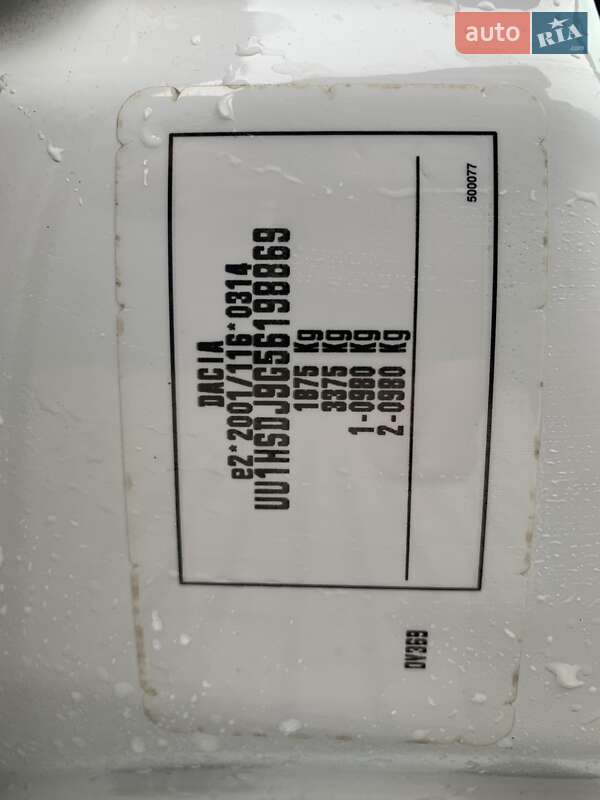 auto RIA.com
DACIA
e2*2001/116*0314
UU1HSDJ9G56198869
1875 Kg
3375 Kg
1-0980 Kg
2-0980 Kg
500077
DV369